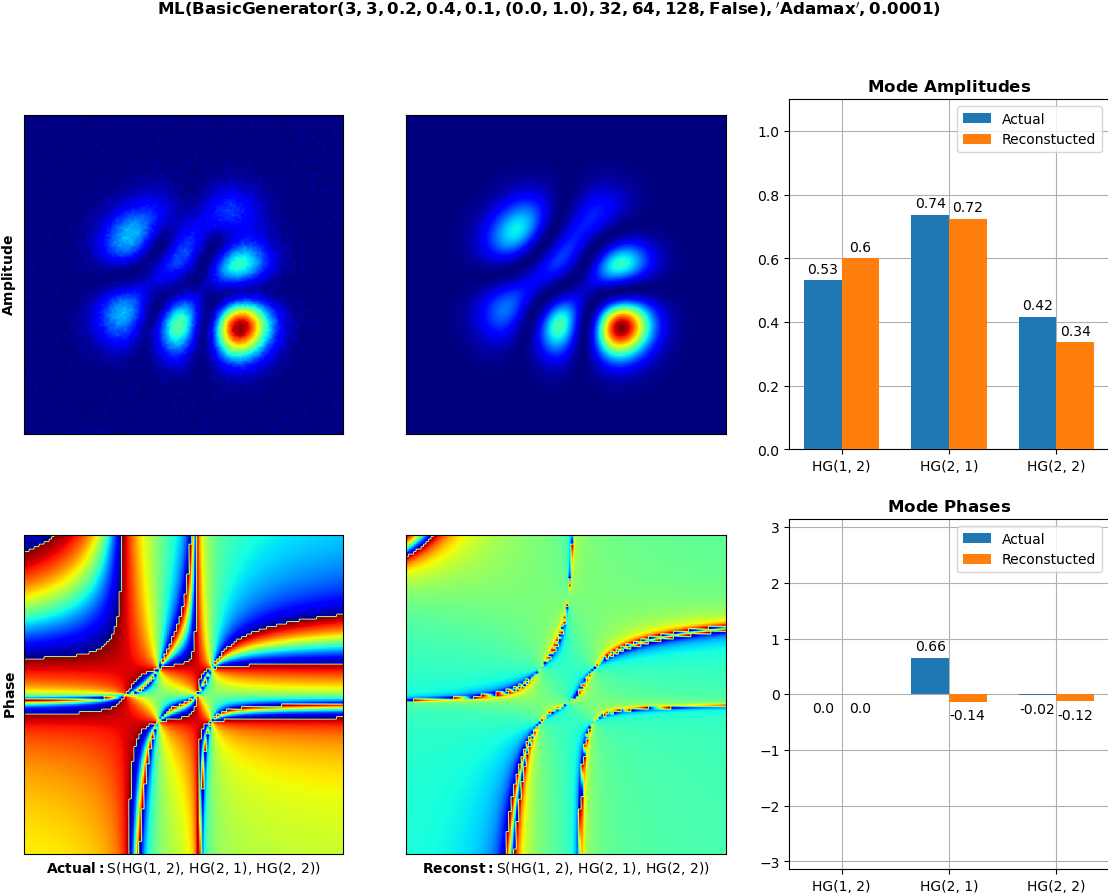 ML(BasicGenerator(3, 3, 0.2, 0.4, 0.1, (0.0, 1.0), 32, 64, 128, False), ′Adamax′, 0.0001)
Amplitude
Mode Amplitudes
Actual
Reconstucted
1.0
0.8
0.6
0.4
0.2
0.0
0.53
0.6
0.74
0.72
0.42
0.34
HG(1, 2)
HG(2, 1)
HG(2, 2)
Phase
Actual: S(HG(1, 2), HG(2, 1), HG(2, 2))
Reconst: S(HG(1, 2), HG(2, 1), HG(2, 2))
Mode Phases
Actual
Reconstucted
3
2
1
0
−1
−2
−3
0.0
0.0
0.66
-0.14
-0.02
-0.12
HG(1, 2)
HG(2, 1)
HG(2, 2)